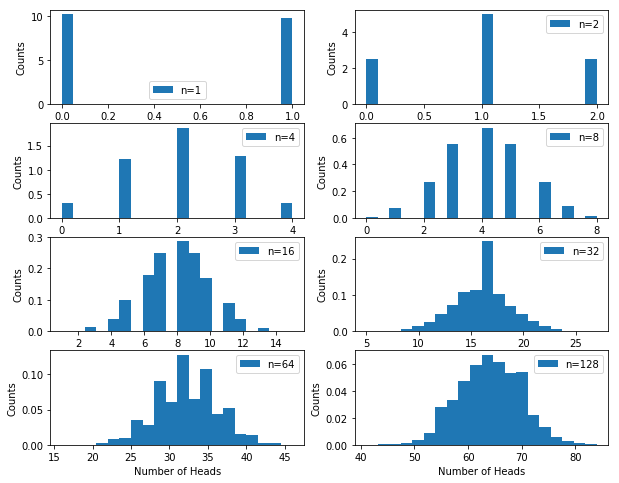 10
5
0
Counts
n=1
0.0 0.2 0.4 0.6 0.8 1.0
4
2
0
Counts
n=2
0.0 0.5 1.0 1.5 2.0
1.5
1.0
0.5
0.0
Counts
n=4
0 1 2 3 4
0.6
0.4
0.2
0.0
Counts
n=8
0 2 4 6 8
0.3
0.2
0.1
0.0
Counts
n=16
2 4 6 8 10 12 14
0.2
0.1
0.0
Counts
n=32
5 10 15 20 25
0.10
0.05
0.00
Counts
n=64
15 20 25 30 35 40 45
Number of Heads
0.06
0.04
0.02
0.00
Counts
n=128
40 50 60 70 80
Number of Heads